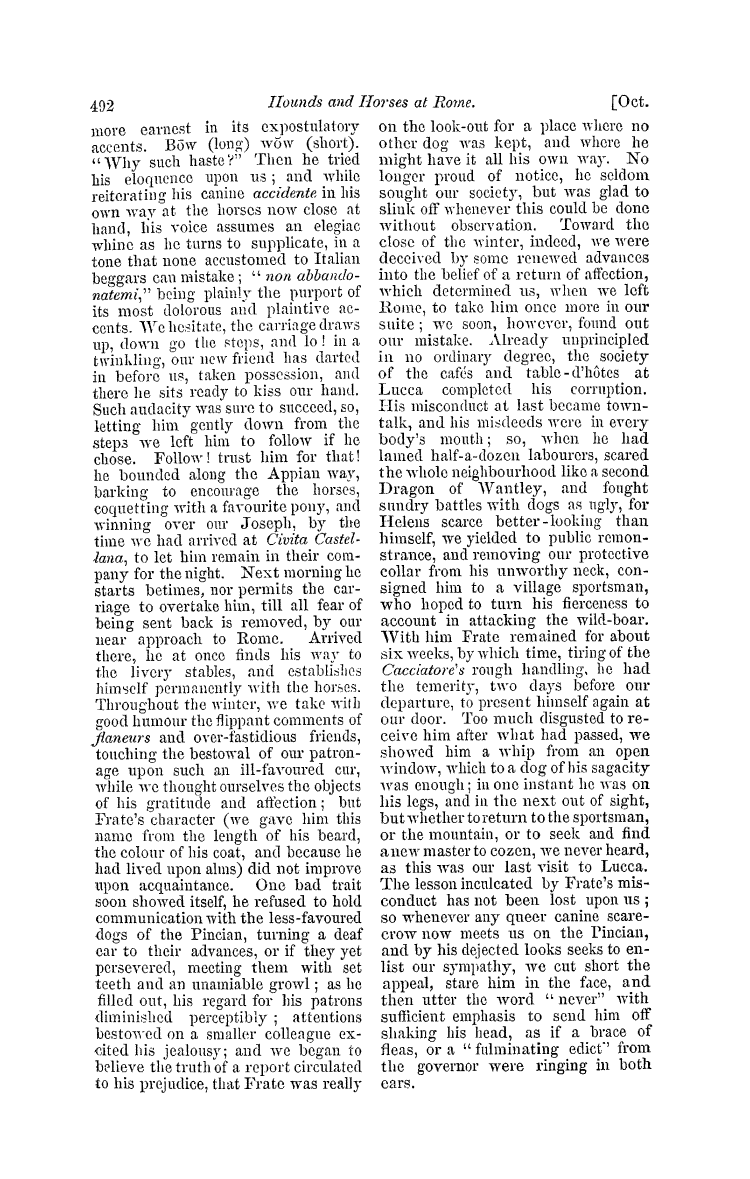 492
Hounds and Horses at Rome.
[Oct.
more earnest in its expostulatory
accents. Bōw (long) wŏw (short).
"Why such haste?" Then he tried
his eloquence upon us; and while
reiterating his canine accidente in his
own way at the horses now close at
hand, his voice assumes an elegiac
whine as he turns to supplicate, in a
tone that none accustomed to Italian
beggars can mistake; "non abbando-
natemi," being plainly the purport of
its most dolorous and plaintive ac-
cents. We hesitate, the carriage draws
up, down go the steps, and lo! in a
twinkling, our new friend has darted
in before us, taken possession, and
there he sits ready to kiss our hand.
Such audacity was sure to succeed, so,
letting him gently down from the
steps we left him to follow if he
chose. Follow! trust him for that!
he bounded along the Appian way,
barking to encourage the horses,
coquetting with a favourite pony, and
winning over our Joseph, by the
time we had arrived at Civita Castel-
lana, to let him remain in their com-
pany for the night. Next morning he
starts betimes, nor permits the car-
riage to overtake him, till all fear of
being sent back is removed, by our
near approach to Rome. Arrived
there, he at once finds his way to
the livery stables, and establishes
himself permanently with the horses.
Throughout the winter, we take with
good humour the flippant comments of
flaneurs and over-fastidious friends,
touching the bestowal of our patron-
age upon such an ill-favoured cur,
while we thought ourselves the objects
of his gratitude and affection; but
Frate's character (we gave him this
name from the length of his beard,
the colour of his coat, and because he
had lived upon alms) did not improve
upon acquaintance. One bad trait
soon showed itself, he refused to hold
communication with the less-favoured
dogs of the Pincian, turning a deaf
ear to their advances, or if they yet
persevered, meeting them with set
teeth and an unamiable growl; as he
filled out, his regard for his patrons
diminished perceptibly; attentions
bestowed on a smaller colleague ex-
cited his jealousy; and we began to
believe the truth of a report circulated
to his prejudice, that Frate was really
on the look-out for a place where no
other dog was kept, and where he
might have it all his own way. No
longer proud of notice, he seldom
sought our society, but was glad to
slink off whenever this could be done
without observation. Toward the
close of the winter, indeed, we were
deceived by some renewed advances
into the belief of a return of affection,
which determined us, when we left
Rome, to take him once more in our
suite; we soon, however, found out
our mistake. Already unprincipled
in no ordinary degree, the society
of the cafés and table-d'hôtes at
Lucca completed his corruption.
His misconduct at last became town-
talk, and his misdeeds were in every
body's mouth; so, when he had
lamed half-a-dozen labourers, scared
the whole neighbourhood like a second
Dragon of Wantley, and fought
sundry battles with dogs as ugly, for
Helens scarce better-looking than
himself, we yielded to public remon-
strance, and removing our protective
collar from his unworthy neck, con-
signed him to a village sportsman,
who hoped to turn his fierceness to
account in attacking the wild-boar.
With him Frate remained for about
six weeks, by which time, tiring of the
Cacciatore's rough handling, he had
the temerity, two days before our
departure, to present himself again at
our door. Too much disgusted to re-
ceive him after what had passed, we
showed him a whip from an open
window, which to a dog of his sagacity
was enough; in one instant he was on
his legs, and in the next out of sight,
but whether to return to the sportsman,
or the mountain, or to seek and find
a new master to cozen, we never heard,
as this was our last visit to Lucca.
The lesson inculcated by Frate's mis-
conduct has not been lost upon us;
so whenever any queer canine scare-
crow now meets us on the Pincian,
and by his dejected looks seeks to en-
list our sympathy, we cut short the
appeal, stare him in the face, and
then utter the word "never" with
sufficient emphasis to send him off
shaking his head, as if a brace of
fleas, or a "fulminating edict" from
the governor were ringing in both
ears.